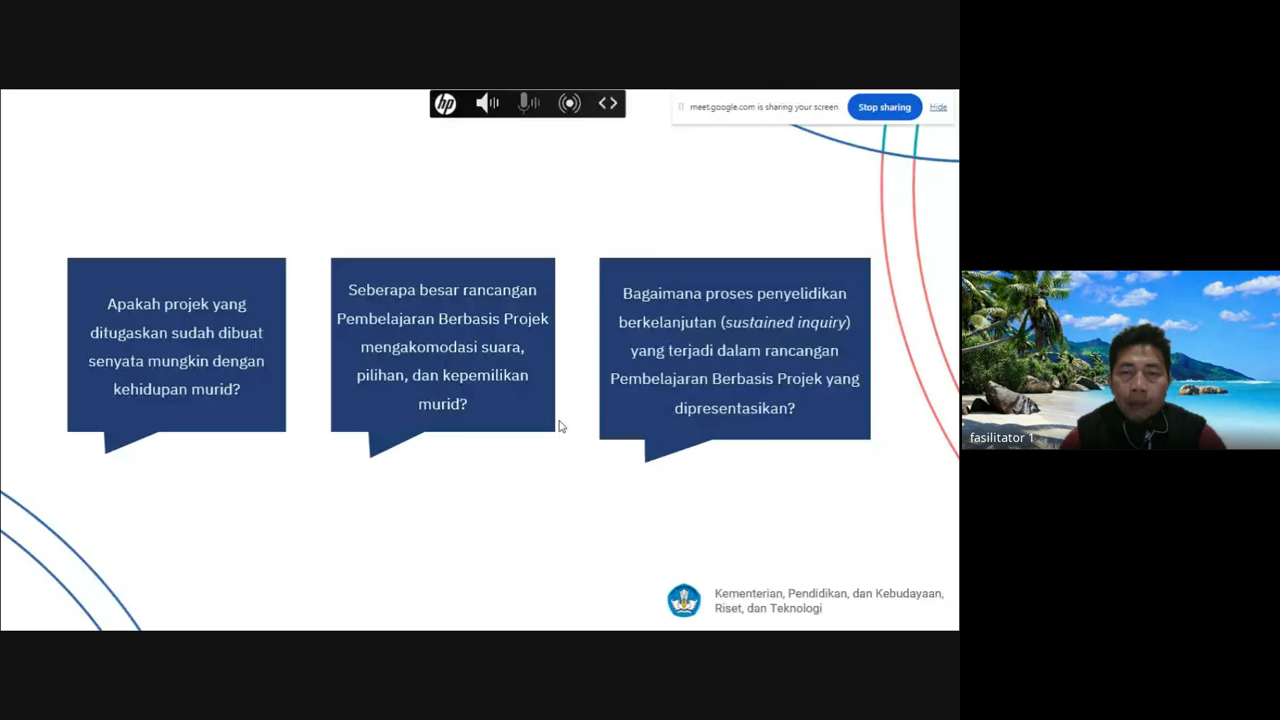 hp
meet.google.com is sharing your screen
Stop sharing
Hide
Apakah projek yang
ditugaskan sudah dibuat
senyata mungkin dengan
kehidupan murid?
Seberapa besar rancangan
Pembelajaran Berbasis Projek
mengakomodasi suara,
pilihan, dan kepemilikan
murid?
Bagaimana proses penyelidikan
berkelanjutan (sustained inquiry)
yang terjadi dalam rancangan
Pembelajaran Berbasis Projek yang
dipresentasikan?
fasilitator 1
Kementerian, Pendidikan, dan Kebudayaan,
Riset, dan Teknologi